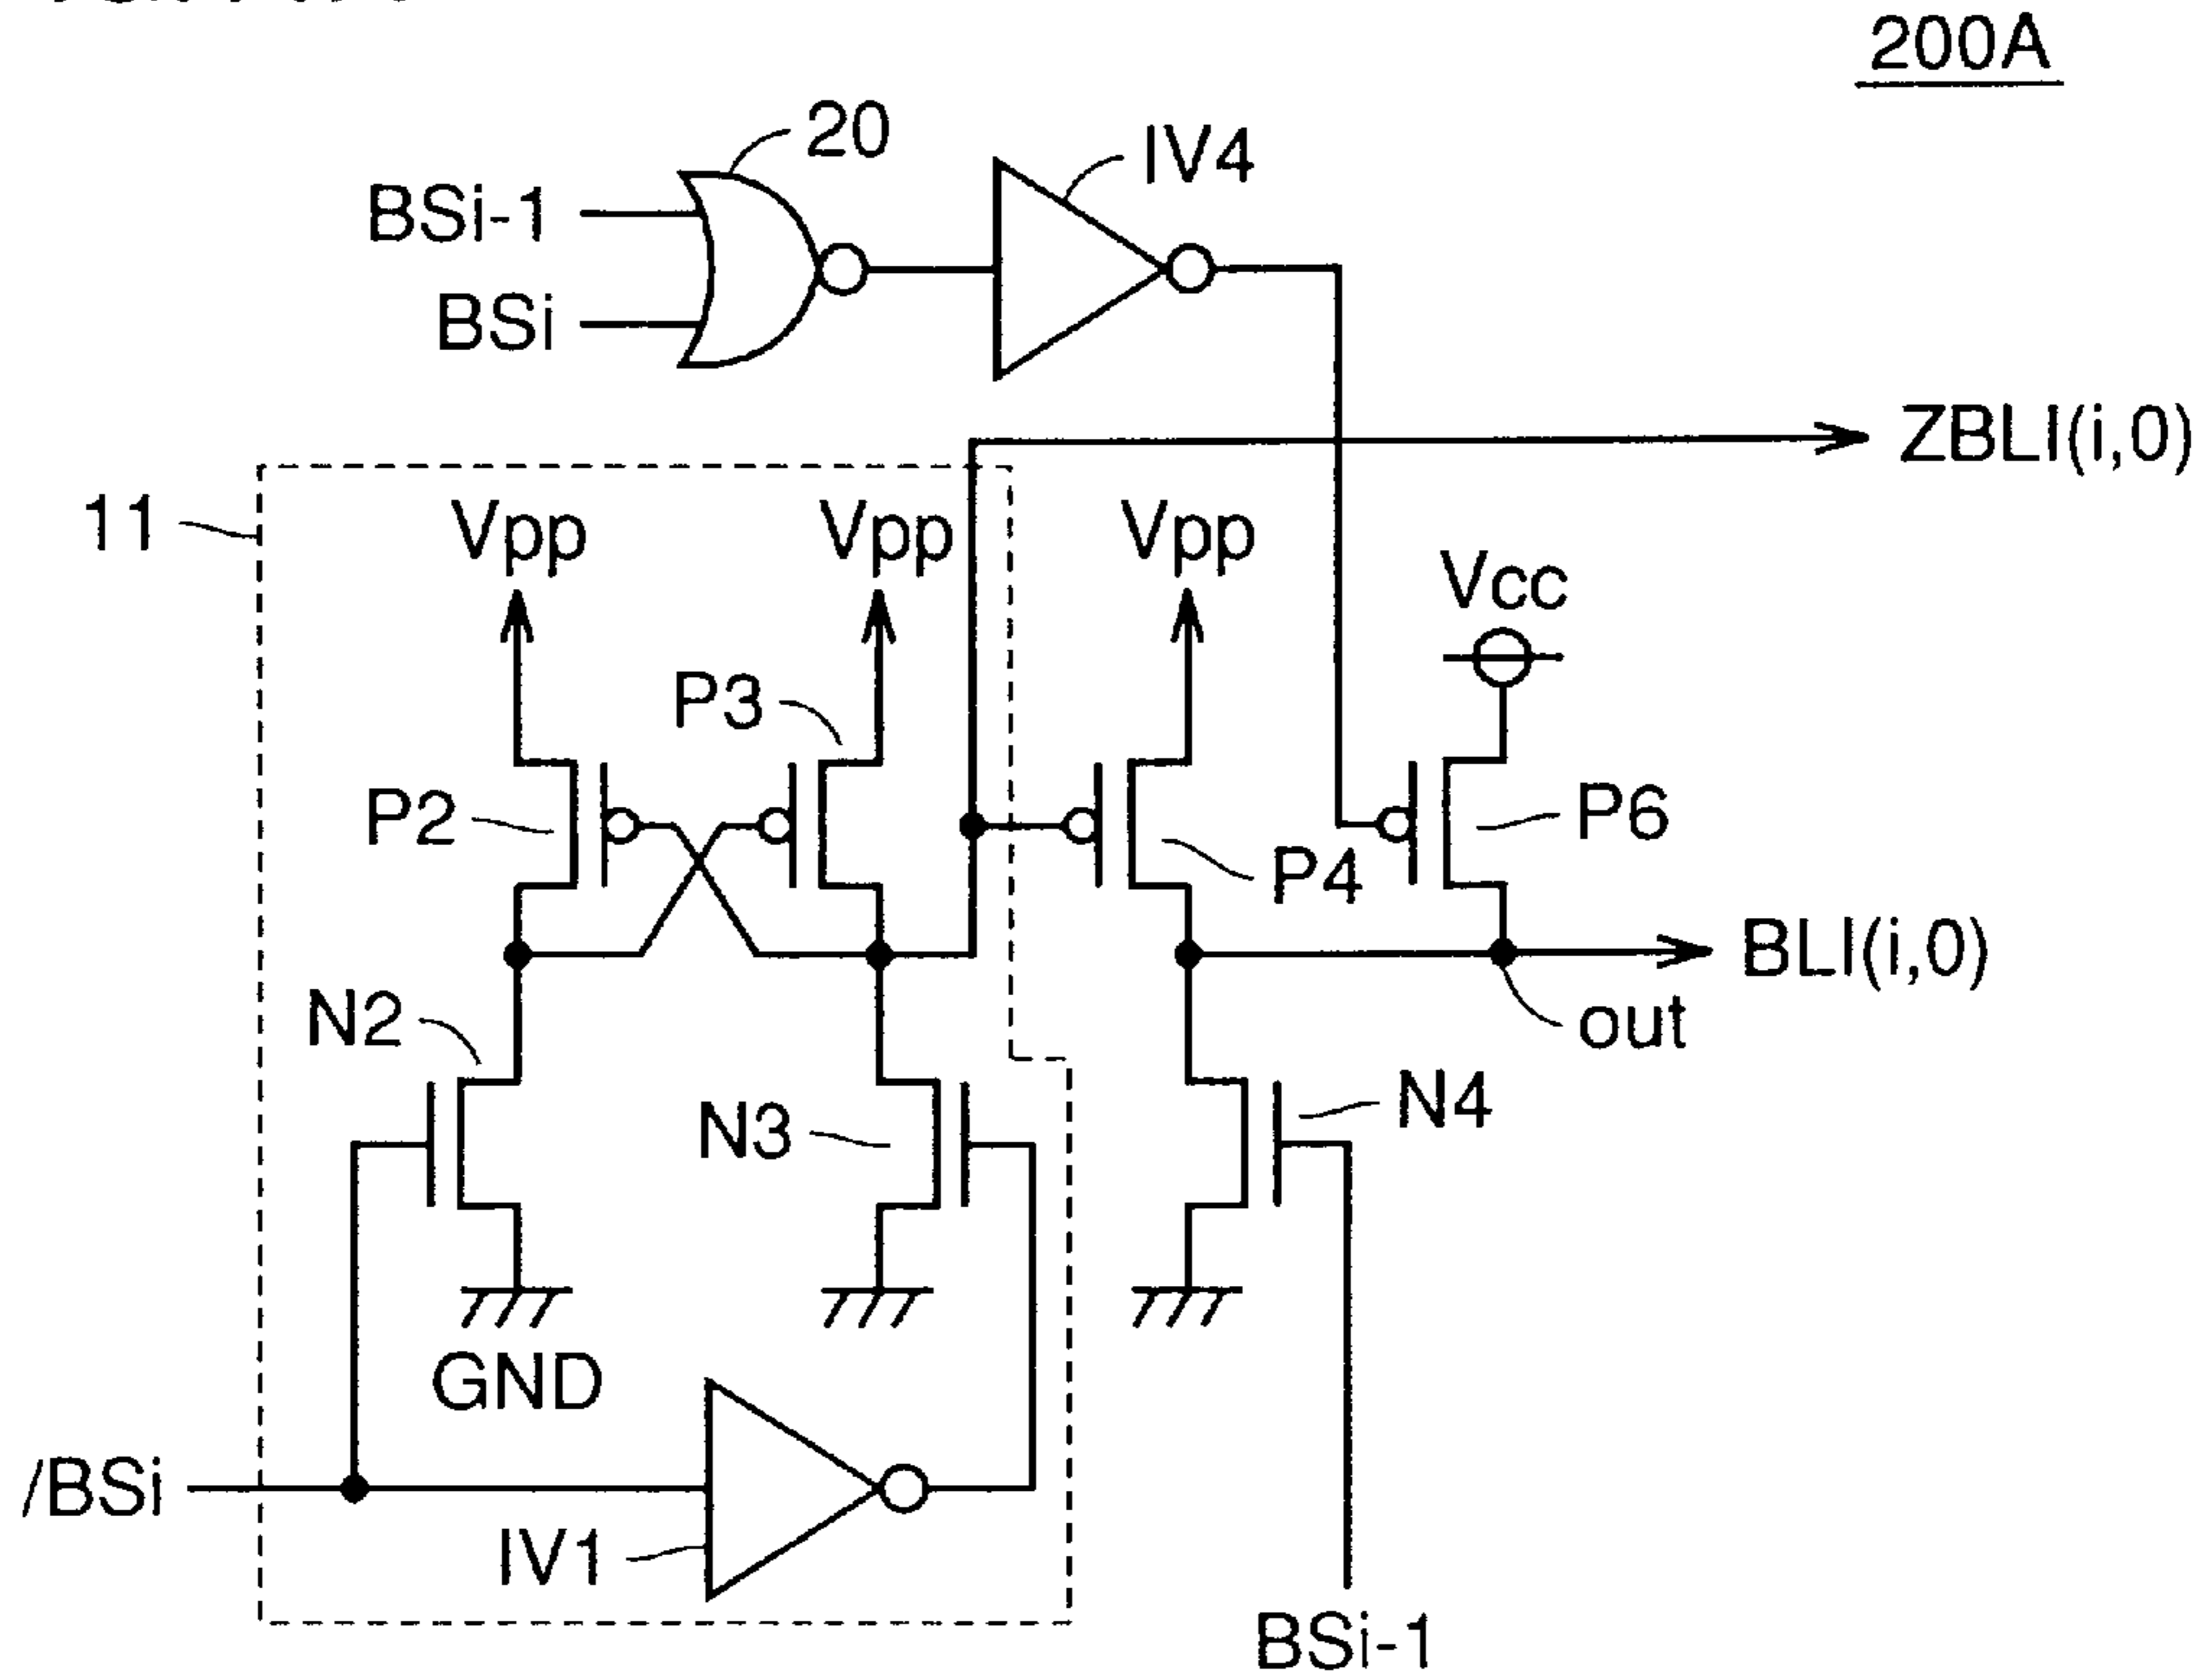 200A
20
IV4
BSi-1
BSi
ZBLI(i,0)
11
Vpp
Vpp
Vpp
Vcc
P3
P2
P6
P4
BLI(i,0)
out
N2
N3
N4
GND
/BSi
IV1
BSi-1